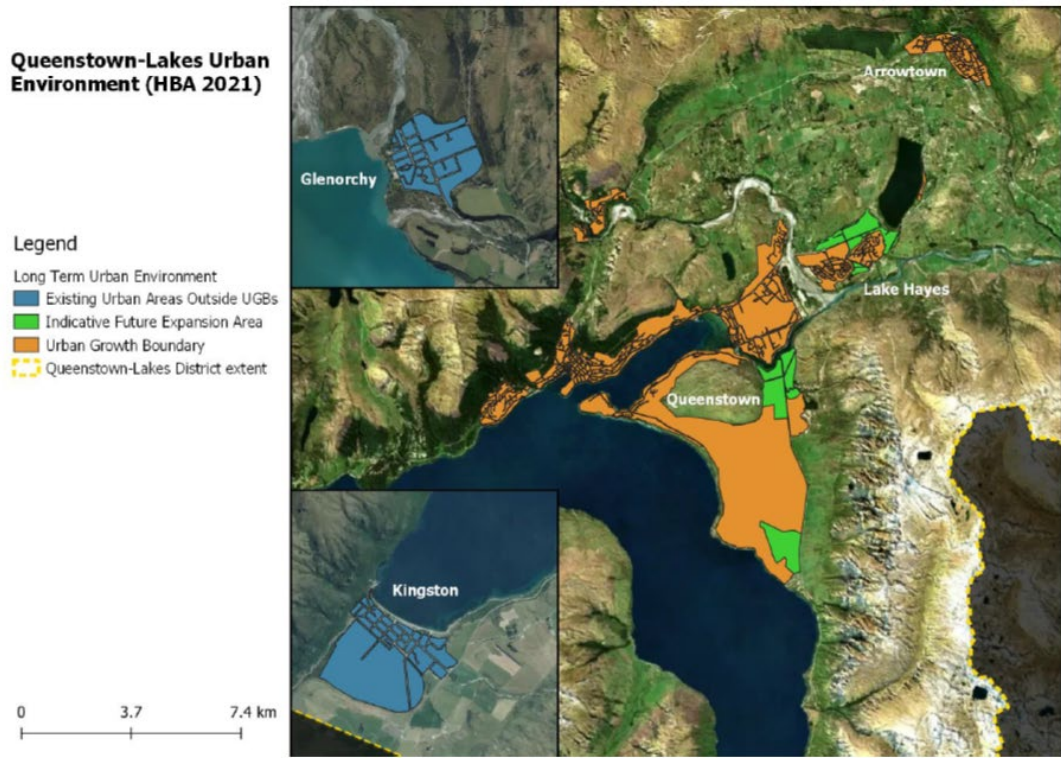 Queenstown-Lakes Urban
Environment (HBA 2021)
Legend
Long Term Urban Environment
Existing Urban Areas Outside UGBs
Indicative Future Expansion Area
Urban Growth Boundary
Queenstown-Lakes District extent
0 3.7 7.4 km
Glenorchy
Arrowtown
Lake Hayes
Queenstown
Kingston